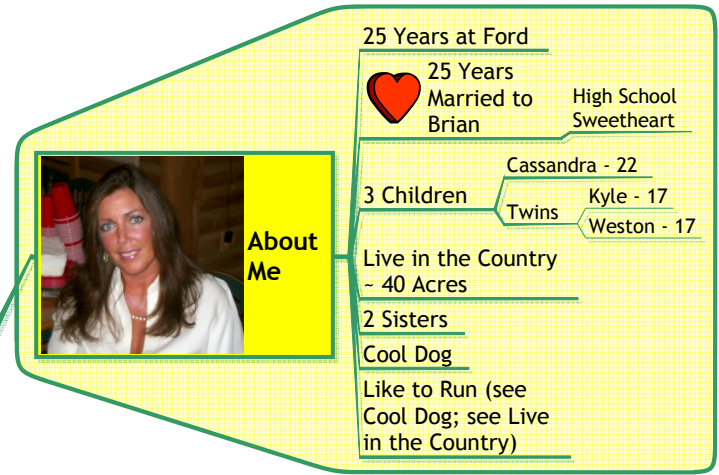 About
Me
25 Years at Ford
25 Years
Married to
Brian
High School
Sweetheart
3 Children
Cassandra - 22
Twins
Kyle - 17
Weston - 17
Live in the Country
~ 40 Acres
2 Sisters
Cool Dog
Like to Run (see
Cool Dog; see Live
in the Country)